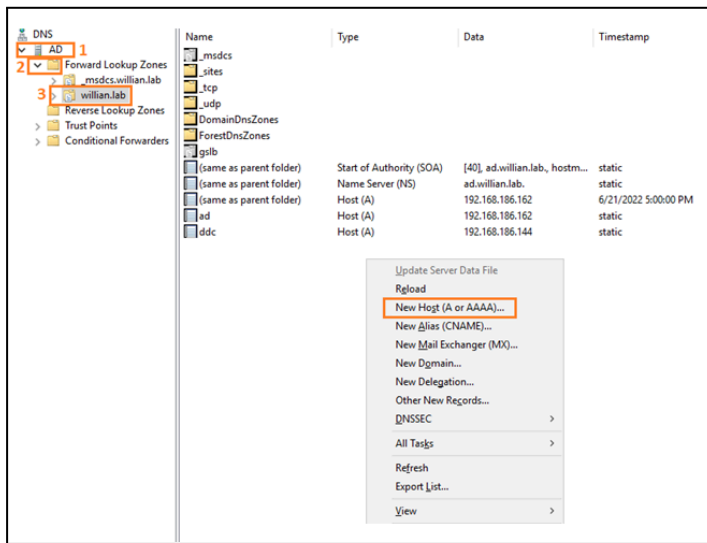 DNS
AD 1
2 Forward Lookup Zones
_msdcs.willian.lab
3 willian.lab
Reverse Lookup Zones
Trust Points
Conditional Forwarders
Name Type Data Timestamp
_msdcs
_sites
_tcp
_udp
DomainDnsZones
ForestDnsZones
gslb
(same as parent folder) Start of Authority (SOA) [40], ad.willian.lab., hostm... static
(same as parent folder) Name Server (NS) ad.willian.lab. static
(same as parent folder) Host (A) 192.168.186.162 6/21/2022 5:00:00 PM
ad Host (A) 192.168.186.162 static
ddc Host (A) 192.168.186.144 static
Update Server Data File
Reload
New Host (A or AAAA)...
New Alias (CNAME)...
New Mail Exchanger (MX)...
New Domain...
New Delegation...
Other New Records...
DNSSEC
All Tasks
Refresh
Export List...
View